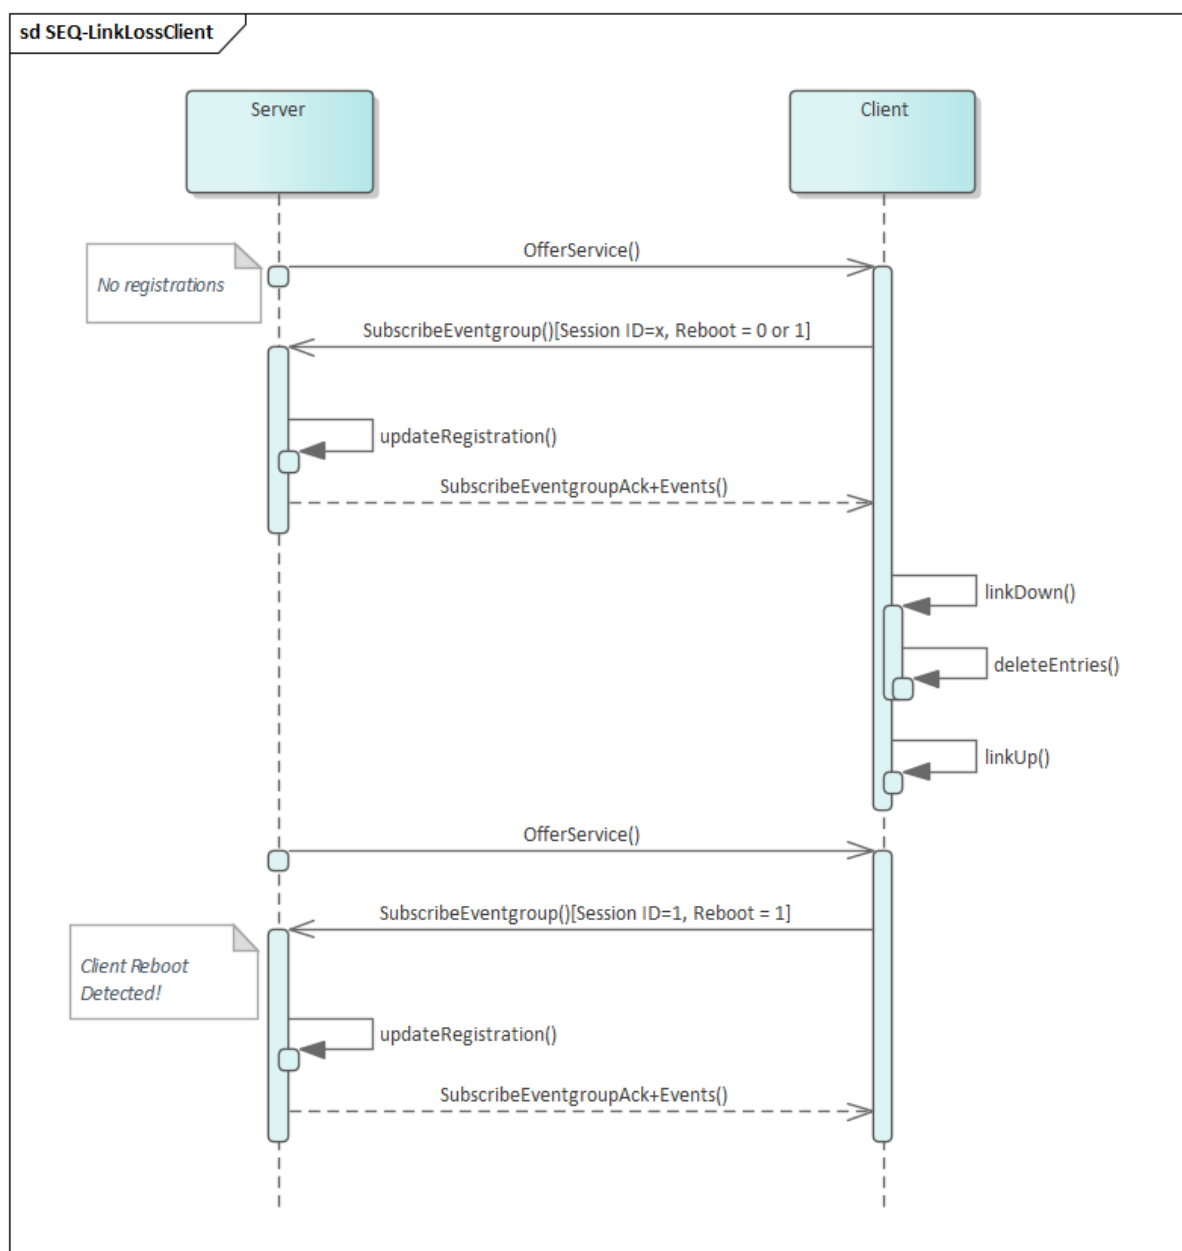 sd SEQ-LinkLossClient
Server
Client
OfferService()
No registrations
SubscribeEventgroup()[Session ID=x, Reboot = 0 or 1]
updateRegistration()
SubscribeEventgroupAck+Events()
linkDown()
deleteEntries()
linkUp()
OfferService()
SubscribeEventgroup()[Session ID=1, Reboot = 1]
Client Reboot
Detected!
updateRegistration()
SubscribeEventgroupAck+Events()